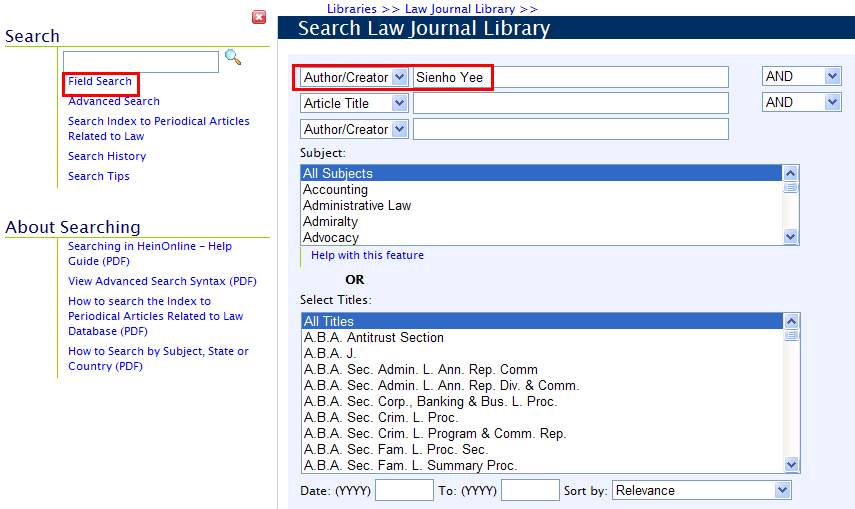 Libraries >> Law Journal Library >>
Search
Field Search
Advanced Search
Search Index to Periodical Articles
Related to Law
Search History
Search Tips
About Searching
Searching in HeinOnline - Help
Guide (PDF)
View Advanced Search Syntax (PDF)
How to search the Index to
Periodical Articles Related to Law
Database (PDF)
How to Search by Subject, State or
Country (PDF)
Search Law Journal Library
Author/Creator Sienho Yee AND
Article Title AND
Author/Creator
Subject:
All Subjects
Accounting
Administrative Law
Admiralty
Advocacy
Help with this feature
OR
Select Titles:
All Titles
A.B.A. Antitrust Section
A.B.A. J.
A.B.A. Sec. Admin. L. Ann. Rep. Comm
A.B.A. Sec. Admin. L. Ann. Rep. Div. & Comm.
A.B.A. Sec. Corp., Banking & Bus. L. Proc.
A.B.A. Sec. Crim. L. Proc.
A.B.A. Sec. Crim. L. Program & Comm. Rep.
A.B.A. Sec. Fam. L. Proc. Sec.
A.B.A. Sec. Fam. L. Summary Proc.
Date: (YYYY) To: (YYYY) Sort by: Relevance